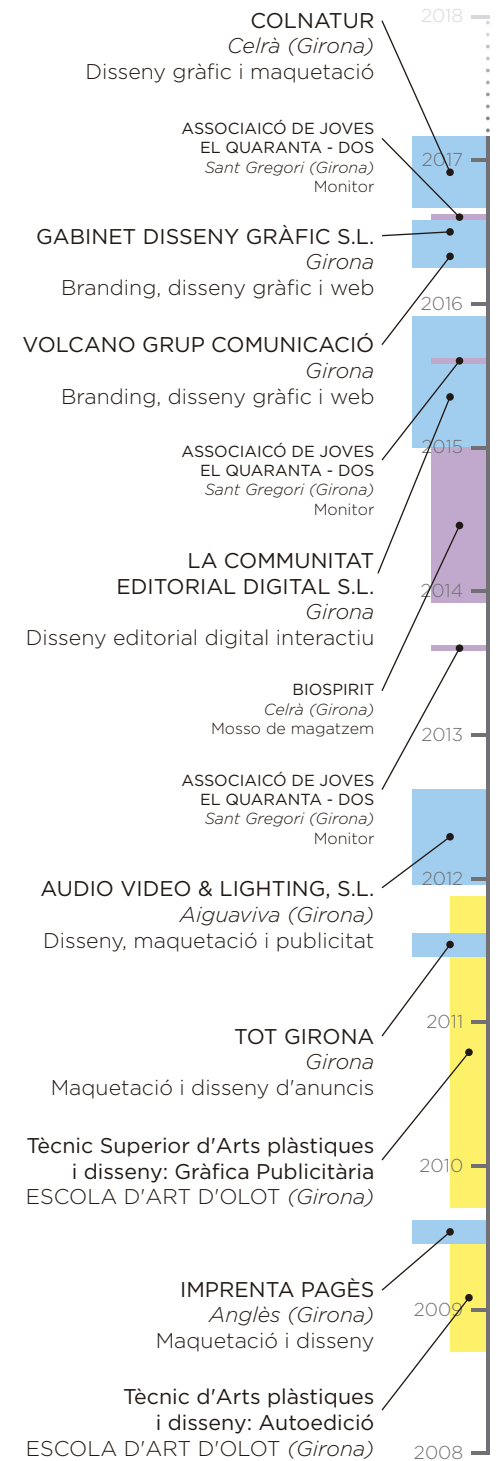 2018
COLNATUR
Celrà (Girona)
Disseny gràfic i maquetació
ASSOCIAICÓ DE JOVES
EL QUARANTA - DOS
2017
Sant Gregori (Girona)
Monitor
GABINET DISSENY GRÀFIC S.L.
Girona
Branding, disseny gràfic i web
2016
VOLCANO GRUP COMUNICACIÓ
Girona
Branding, disseny gràfic i web
2015
ASSOCIAICÓ DE JOVES
EL QUARANTA - DOS
Sant Gregori (Girona)
Monitor
LA COMMUNITAT
EDITORIAL DIGITAL S.L.
2014
Girona
Disseny editorial digital interactiu
BIOSPIRIT
Celrà (Girona)
Mosso de magatzem
2013
ASSOCIAICÓ DE JOVES
EL QUARANTA - DOS
Sant Gregori (Girona)
Monitor
2012
AUDIO VIDEO & LIGHTING, S.L.
Aiguaviva (Girona)
Disseny, maquetació i publicitat
2011
TOT GIRONA
Girona
Maquetació i disseny d'anuncis
Tècnic Superior d'Arts plàstiques
i disseny: Gràfica Publicitària
2010
ESCOLA D'ART D'OLOT (Girona)
IMPRENTA PAGÈS
Anglès (Girona)
2009
Maquetació i disseny
Tècnic d'Arts plàstiques
i disseny: Autoedició
ESCOLA D'ART D'OLOT (Girona)
2008